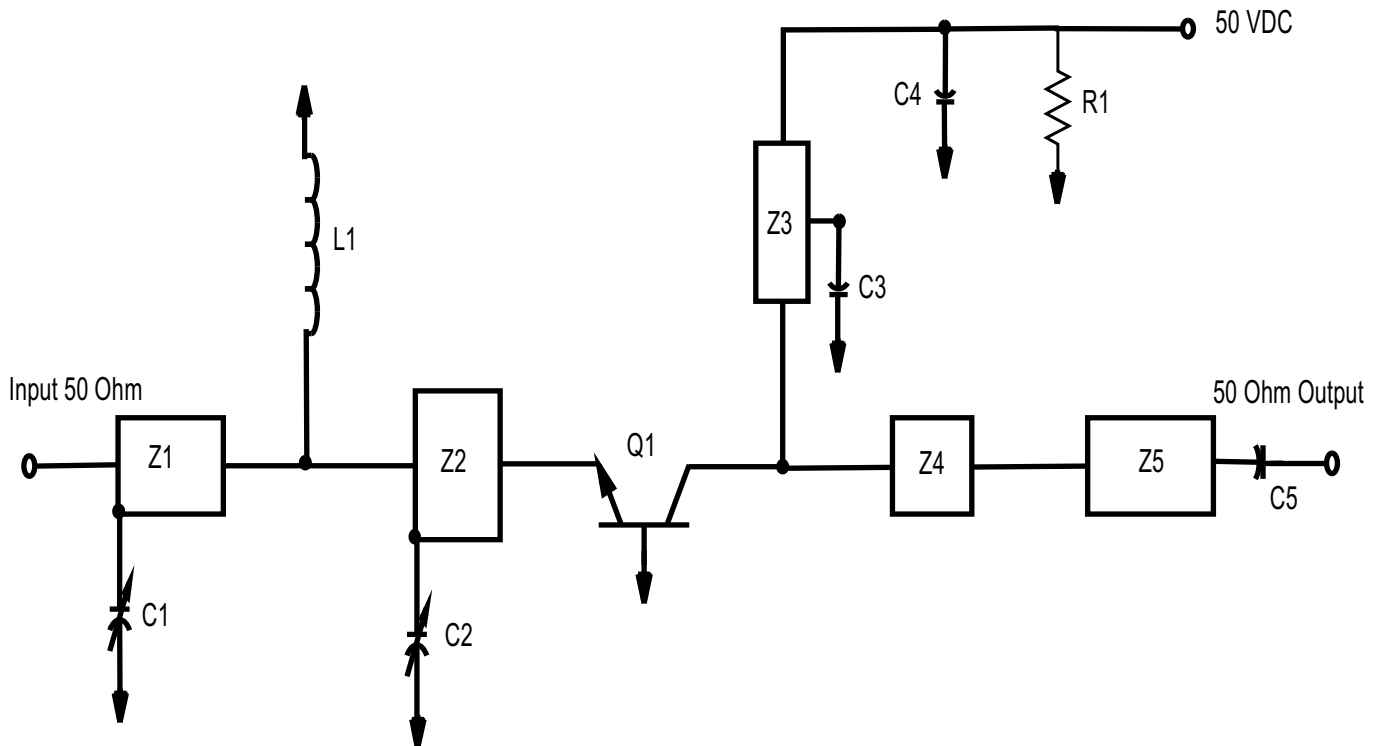 50 VDC
C4
R1
Z3
L1
C3
Input 50 Ohm
50 Ohm Output
Z1
Z2
Q1
Z4
Z5
C5
C1
C2